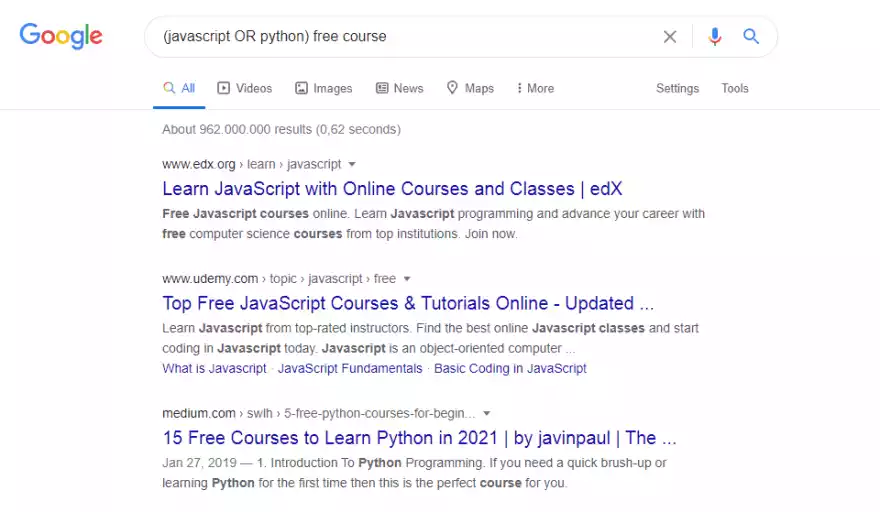 Google
(javascript OR python) free course
All Videos Images News Maps More Settings Tools
About 962.000.000 results (0,62 seconds)
www.edx.org › learn › javascript
Learn JavaScript with Online Courses and Classes | edX
Free Javascript courses online. Learn Javascript programming and advance your career with
free computer science courses from top institutions. Join now.
www.udemy.com › topic › javascript › free
Top Free JavaScript Courses & Tutorials Online - Updated ...
Learn Javascript from top-rated instructors. Find the best online Javascript classes and start
coding in Javascript today. Javascript is an object-oriented computer ...
What is Javascript · JavaScript Fundamentals · Basic Coding in JavaScript
medium.com › swlh › 5-free-python-courses-for-begin...
15 Free Courses to Learn Python in 2021 | by javinpaul | The ...
Jan 27, 2019 — 1. Introduction To Python Programming. If you need a quick brush-up or
learning Python for the first time then this is the perfect course for you.